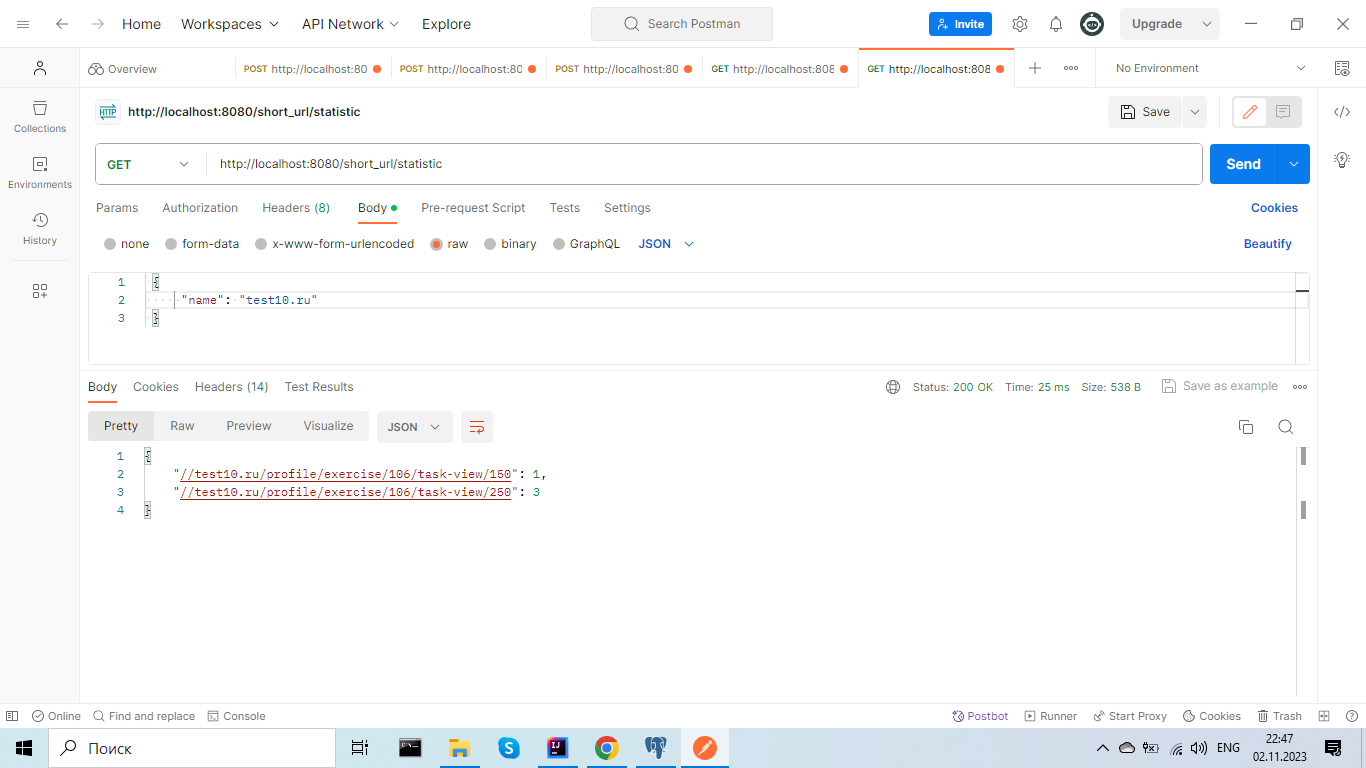 Home Workspaces API Network Explore Search Postman Invite Upgrade
Overview POST http://localhost:80 POST http://localhost:80 POST http://localhost:80 GET http://localhost:808 GET http://localhost:808 No Environment
HTTP http://localhost:8080/short_url/statistic Save
Collections
Environments
History
GET http://localhost:8080/short_url/statistic Send
Params Authorization Headers (8) Body Pre-request Script Tests Settings Cookies
none form-data x-www-form-urlencoded raw binary GraphQL JSON Beautify
1 {
2 "name": "test10.ru"
3 }
Body Cookies Headers (14) Test Results Status: 200 OK Time: 25 ms Size: 538 B Save as example
Pretty Raw Preview Visualize JSON
1 {
2 "//test10.ru/profile/exercise/106/task-view/150": 1,
3 "//test10.ru/profile/exercise/106/task-view/250": 3
4 }
Online Find and replace Console Postbot Runner Start Proxy Cookies Trash
Поиск ENG 22:47
02.11.2023